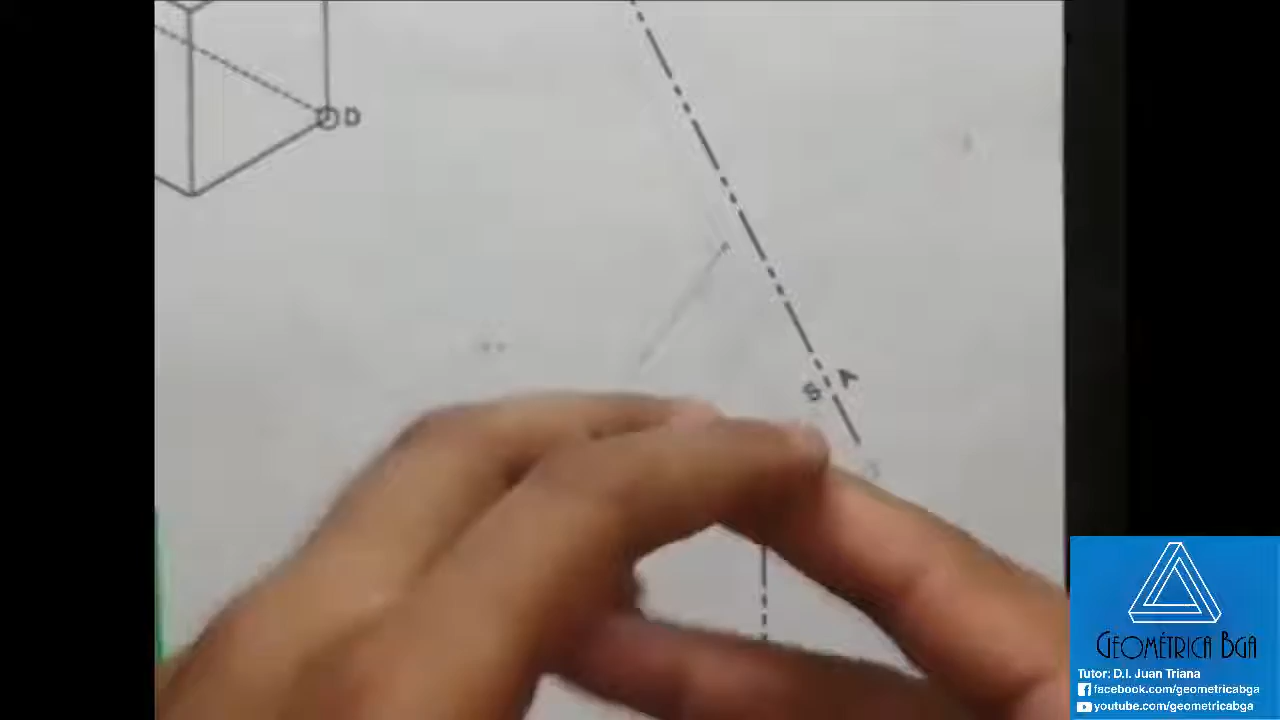 D
S A
GEOMÉTRICA BGA
Tutor: D.I. Juan Triana
facebook.com/geometricabga
youtube.com/geometricabga